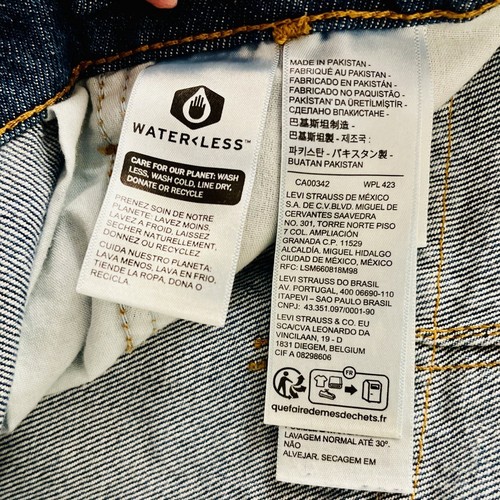 WATER<LESS™
CARE FOR OUR PLANET: WASH
LESS, WASH COLD, LINE DRY,
DONATE OR RECYCLE
PRENEZ SOIN DE NOTRE
PLANÈTE: LAVEZ MOINS,
LAVEZ À FROID, LAISSEZ
SÉCHER NATURELLEMENT,
DONNEZ OU RECYCLEZ
CUIDA NUESTRO PLANETA:
LAVA MENOS, LAVA EN FRÍO,
TIENDE LA ROPA, DONA O
RECICLA
MADE IN PAKISTAN -
FABRIQUÉ AU PAKISTAN -
FABRICADO EN PAKISTÁN -
FABRICADO NO PAQUISTÃO -
PAKİSTAN' DA ÜRETİLMİŞTİR -
СДЕЛАНО ВПАКИСТАНЕ -
巴基斯坦制造 -
巴基斯坦製 - 제조국 :
파키스탄 - パキスタン製 -
BUATAN PAKISTAN
CA00342 WPL 423
LEVI STRAUSS DE MÉXICO
S.A. DE C.V.BLVD. MIGUEL DE
CERVANTES SAAVEDRA
NO. 301, TORRE NORTE PISO
7 COL. AMPLIACIÓN
GRANADA C.P. 11529
ALCALDÍA. MIGUEL HIDALGO
CIUDAD DE MÉXICO, MÉXICO
RFC: LSM660818M98
LEVI STRAUSS DO BRASIL
AV. PORTUGAL, 400 06690-110
ITAPEVI – SAO PAULO BRASIL
CNPJ: 43.351.097/0001-90
LEVI STRAUSS & CO. EU
SCA/CVA LEONARDO DA
VINCILAAN, 19 - D
1831 DIEGEM, BELGIUM
CIF A 08298606
FR
quefairedemesdechets.fr
LAVAGEM NORMAL ATÉ 30°.
NÃO
ALVEJAR. SECAGEM EM